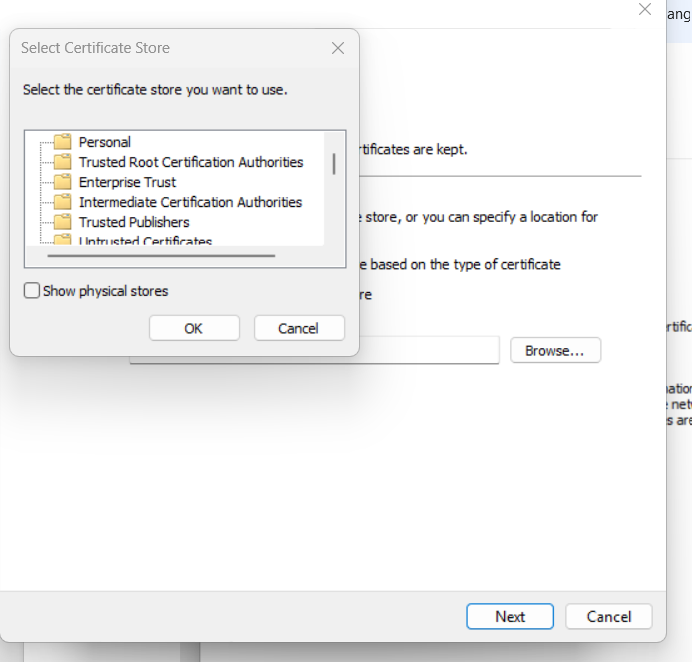 Select Certificate Store
ang
Select the certificate store you want to use.
Personal
Trusted Root Certification Authorities
Enterprise Trust
Intermediate Certification Authorities
Trusted Publishers
Untrusted Certificates
Show physical stores
OK
Cancel
rtificates are kept.
e store, or you can specify a location for
e based on the type of certificate
re
Browse...
rtific
nation
e net
s are
Next
Cancel